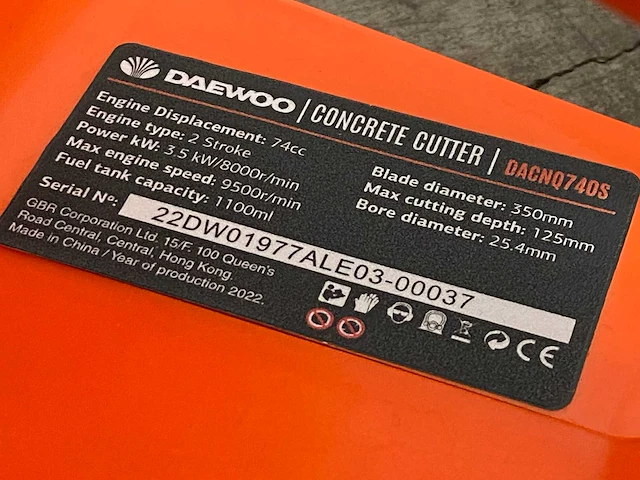 DAEWOO | CONCRETE CUTTER | DACNQ740S
Engine Displacement: 74cc
Engine type: 2 Stroke
Power kW: 3.5 kW/8000r/min
Max engine speed: 9500r/min
Fuel tank capacity: 1100ml
Blade diameter: 350mm
Max cutting depth: 125mm
Bore diameter: 25.4mm
Serial Nº: 22DW01977ALE03-00037
GBR Corporation Ltd. 15/F. 100 Queen's
Road Central, Central, Hong Kong.
Made in China / Year of production 2022.
CE